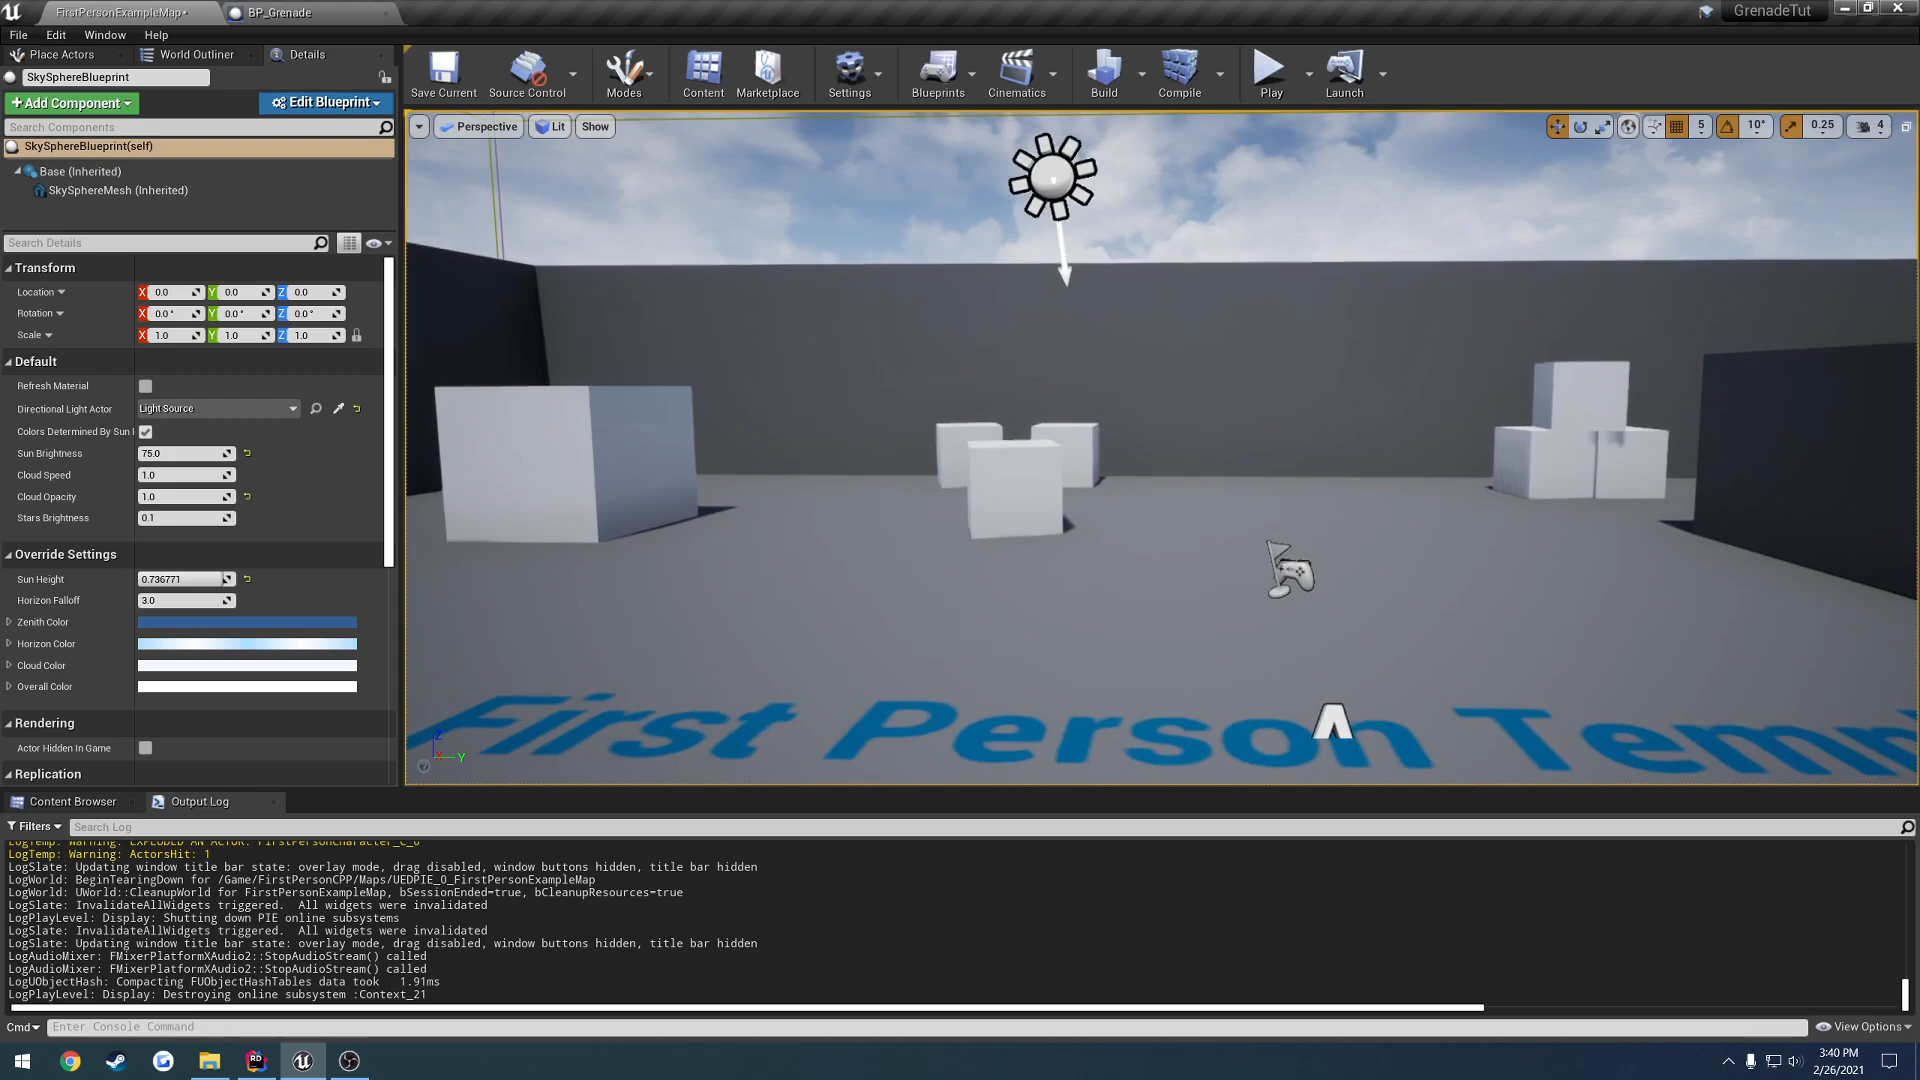 FirstPersonExampleMap*
BP_Grenade
GrenadeTut
File
Edit
Window
Help
Place Actors
World Outliner
Details
SkySphereBlueprint
+Add Component
Edit Blueprint
Search Components
SkySphereBlueprint(self)
Base (Inherited)
SkySphereMesh (Inherited)
Search Details
Transform
Location
X 0.0 Y 0.0 Z 0.0
Rotation
X 0.0° Y 0.0° Z 0.0°
Scale
X 1.0 Y 1.0 Z 1.0
Default
Refresh Material
Directional Light Actor
Light Source
Colors Determined By Sun
Sun Brightness
75.0
Cloud Speed
1.0
Cloud Opacity
1.0
Stars Brightness
0.1
Override Settings
Sun Height
0.736771
Horizon Falloff
3.0
Zenith Color
Horizon Color
Cloud Color
Overall Color
Rendering
Actor Hidden In Game
Replication
Save Current
Source Control
Modes
Content
Marketplace
Settings
Blueprints
Cinematics
Build
Compile
Play
Launch
Perspective
Lit
Show
5
10°
0.25
4
First Person Temp
Z
X
Y
Content Browser
Output Log
Filters
Search Log
LogTemp: Warning: EXPLODED AN ACTOR: FirstPersonCharacter_C_0
LogTemp: Warning: ActorsHit: 1
LogSlate: Updating window title bar state: overlay mode, drag disabled, window buttons hidden, title bar hidden
LogWorld: BeginTearingDown for /Game/FirstPersonCPP/Maps/UEDPIE_0_FirstPersonExampleMap
LogWorld: UWorld::CleanupWorld for FirstPersonExampleMap, bSessionEnded=true, bCleanupResources=true
LogSlate: InvalidateAllWidgets triggered.  All widgets were invalidated
LogPlayLevel: Display: Shutting down PIE online subsystems
LogSlate: InvalidateAllWidgets triggered.  All widgets were invalidated
LogSlate: Updating window title bar state: overlay mode, drag disabled, window buttons hidden, title bar hidden
LogAudioMixer: FMixerPlatformXAudio2::StopAudioStream() called
LogAudioMixer: FMixerPlatformXAudio2::StopAudioStream() called
LogUObjectHash: Compacting FUObjectHashTables data took   1.91ms
LogPlayLevel: Display: Destroying online subsystem :Context_21
Cmd
Enter Console Command
View Options
RD
3:40 PM
2/26/2021